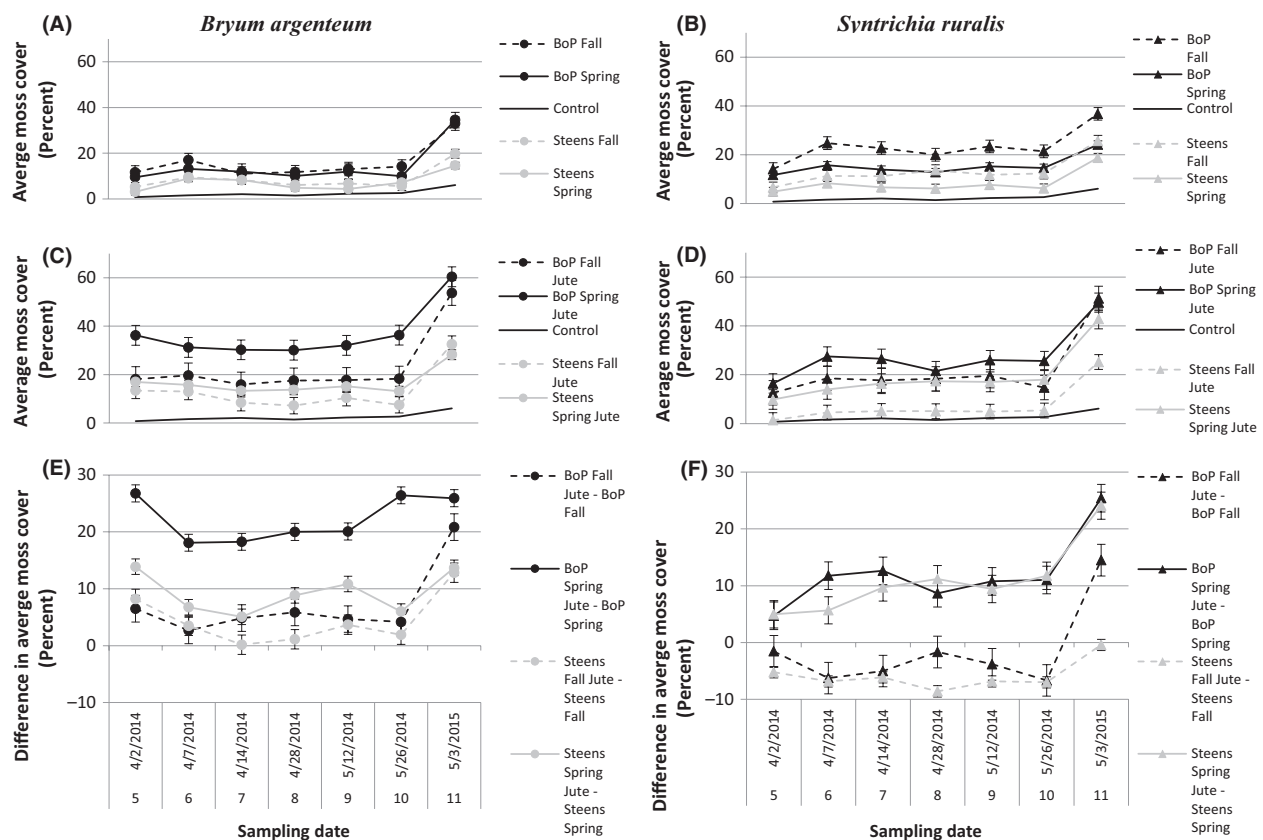 (A)
Bryum argenteum
Averge moss cover
(Percent)
60
40
20
0
BoP Fall
BoP Spring
Control
Steens Fall
Steens
Spring
(B)
Syntrichia ruralis
Average moss cover
(Percent)
60
40
20
0
BoP
Fall
BoP
Spring
Control
Steens
Fall
Steens
Spring
(C)
Average moss cover
(Percent)
60
40
20
0
BoP Fall
Jute
BoP Spring
Jute
Control
Steens
Fall Jute
Steens
Spring Jute
(D)
Aerage moss cover
(Percent)
60
40
20
0
BoP Fall
Jute
BoP Spring
Jute
Control
Steens
Fall Jute
Steens
Spring Jute
(E)
Difference in averge moss cover
(Percent)
30
20
10
0
−10
BoP Fall
Jute - BoP
Fall
BoP
Spring
Jute - BoP
Spring
Steens
Fall Jute -
Steens
Fall
Steens
Spring
Jute -
Steens
Spring
4/2/2014
4/7/2014
4/14/2014
4/28/2014
5/12/2014
5/26/2014
5/3/2015
5 6 7 8 9 10 11
Sampling date
(F)
Difference in averge moss cover
(Percent)
30
20
10
0
−10
BoP Fall
Jute -
BoP Fall
BoP
Spring
Jute -
BoP
Spring
Steens
Fall Jute -
Steens
Fall
Steens
Spring
Jute -
Steens
Spring
4/2/2014
4/7/2014
4/14/2014
4/28/2014
5/12/2014
5/26/2014
5/3/2015
5 6 7 8 9 10 11
Sampling date